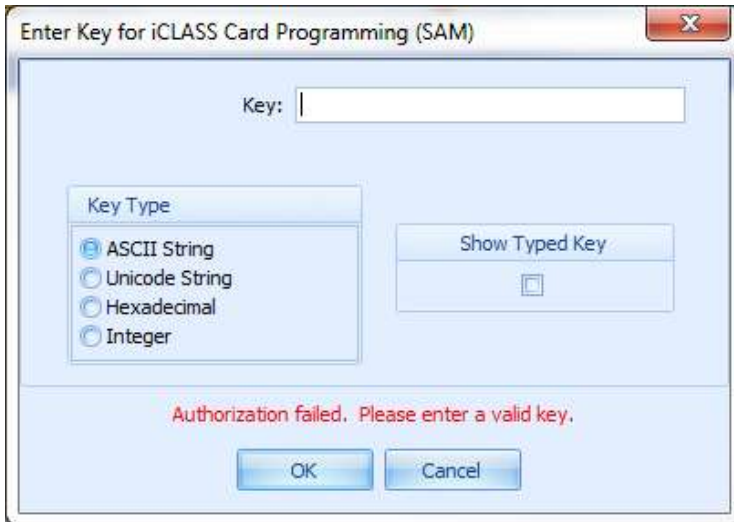 Enter Key for iCLASS Card Programming (SAM)
Key:
Key Type
ASCII String
Unicode String
Hexadecimal
Integer
Show Typed Key
Authorization failed. Please enter a valid key.
OK
Cancel